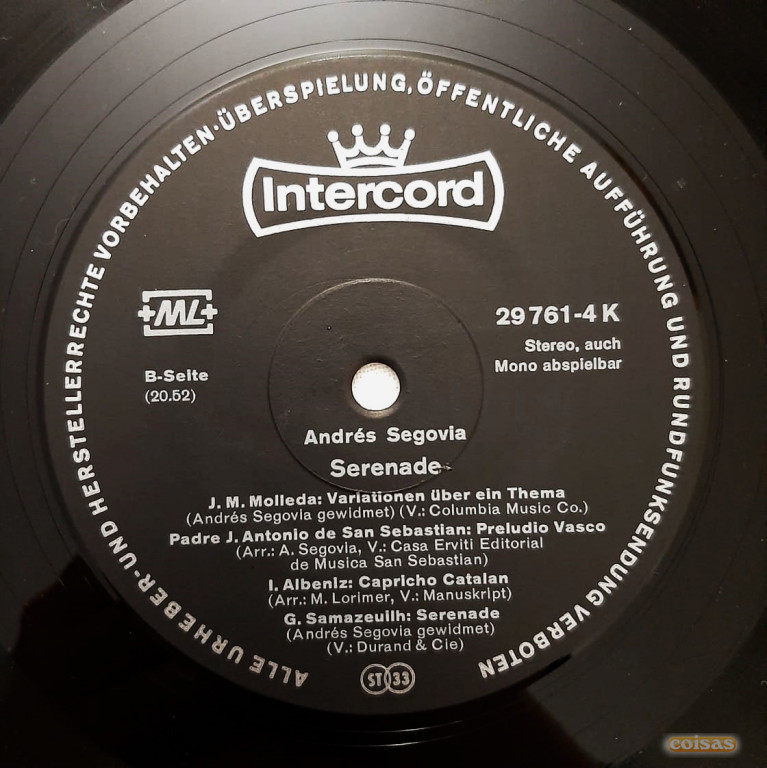 ALLE URHEBER- UND HERSTELLERRECHTE VORBEHALTEN · ÜBERSPIELUNG, ÖFFENTLICHE AUFFÜHRUNG UND RUNDFUNKSENDUNG VERBOTEN
Intercord
+ML+
29 761-4 K
Stereo, auch
Mono abspielbar
B-Seite
(20.52)
Andrés Segovia
Serenade
J. M. Molleda: Variationen über ein Thema
(Andrés Segovia gewidmet) (V.: Columbia Music Co.)
Padre J. Antonio de San Sebastian: Preludio Vasco
(Arr.: A. Segovia, V.: Casa Erviti Editorial
de Musica San Sebastian)
I. Albeniz: Capricho Catalan
(Arr.: M. Lorimer, V.: Manuskript)
G. Samazeuilh: Serenade
(Andrés Segovia gewidmet)
(V.: Durand & Cie)
ST 33
coisas